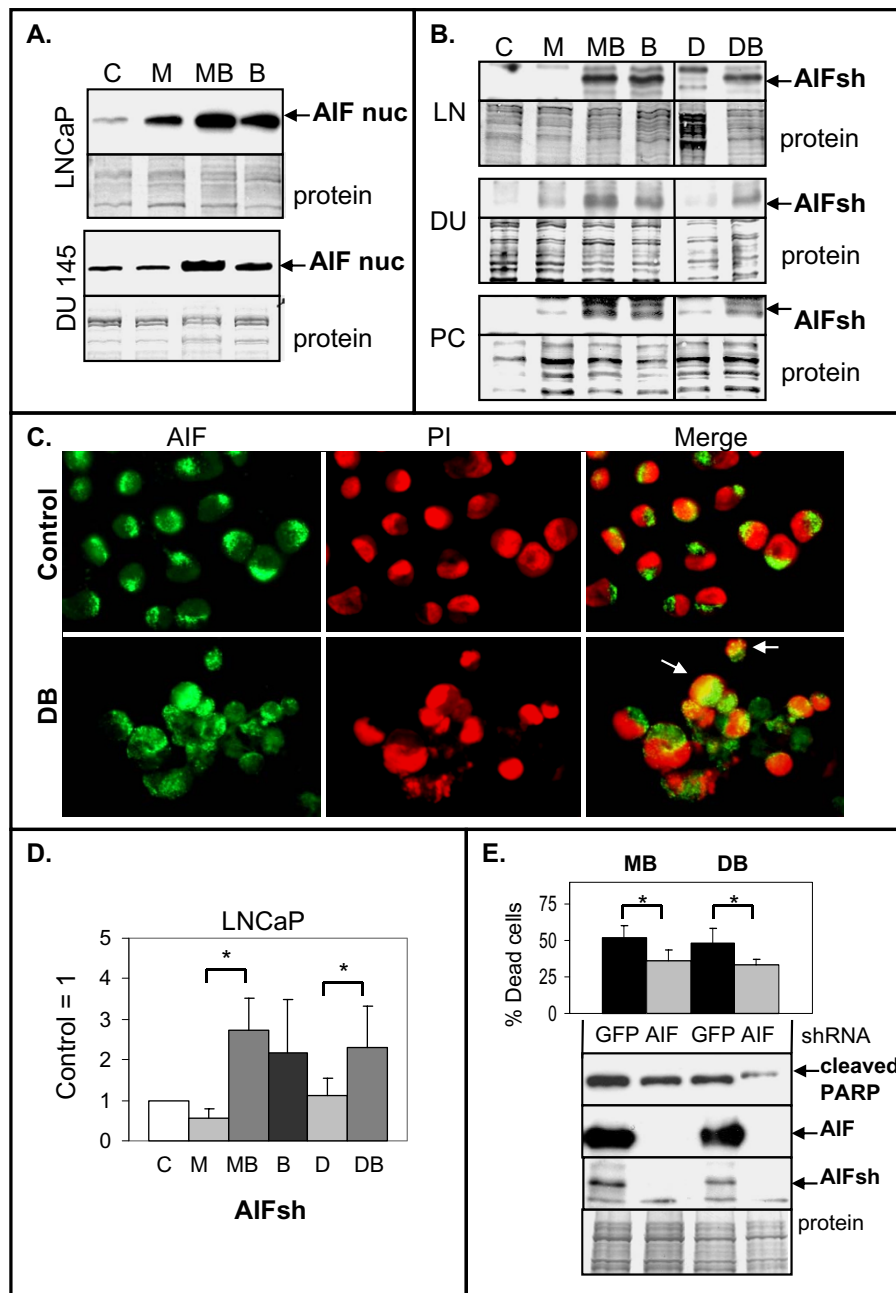 A.
C M MB B
LNCaP
AIF nuc
protein
DU 145
AIF nuc
protein
B.
C M MB B D DB
LN
AIFsh
protein
DU
AIFsh
protein
PC
AIFsh
protein
C.
AIF PI Merge
Control
DB
D.
LNCaP
Control = 1
5
4
3
2
1
0
* *
C M MB B D DB
AIFsh
E.
MB DB
% Dead cells
75
50
25
0
* *
GFP AIF GFP AIF shRNA
cleaved
PARP
AIF
AIFsh
protein